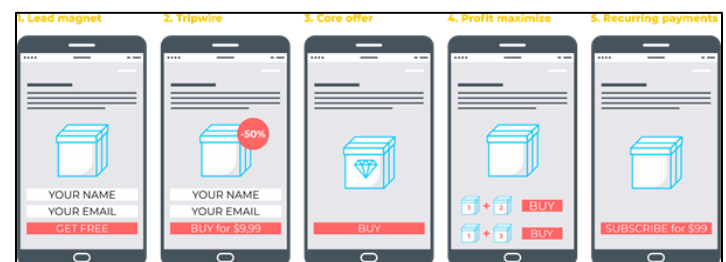 1. Lead magnet
2. Tripwire
3. Core offer
4. Profit maximize
5. Recurring payments
YOUR NAME
YOUR EMAIL
GET FREE
-50%
YOUR NAME
YOUR EMAIL
BUY for $9,99
BUY
1 + 2 BUY
1 + 3 BUY
SUBSCRIBE for $99